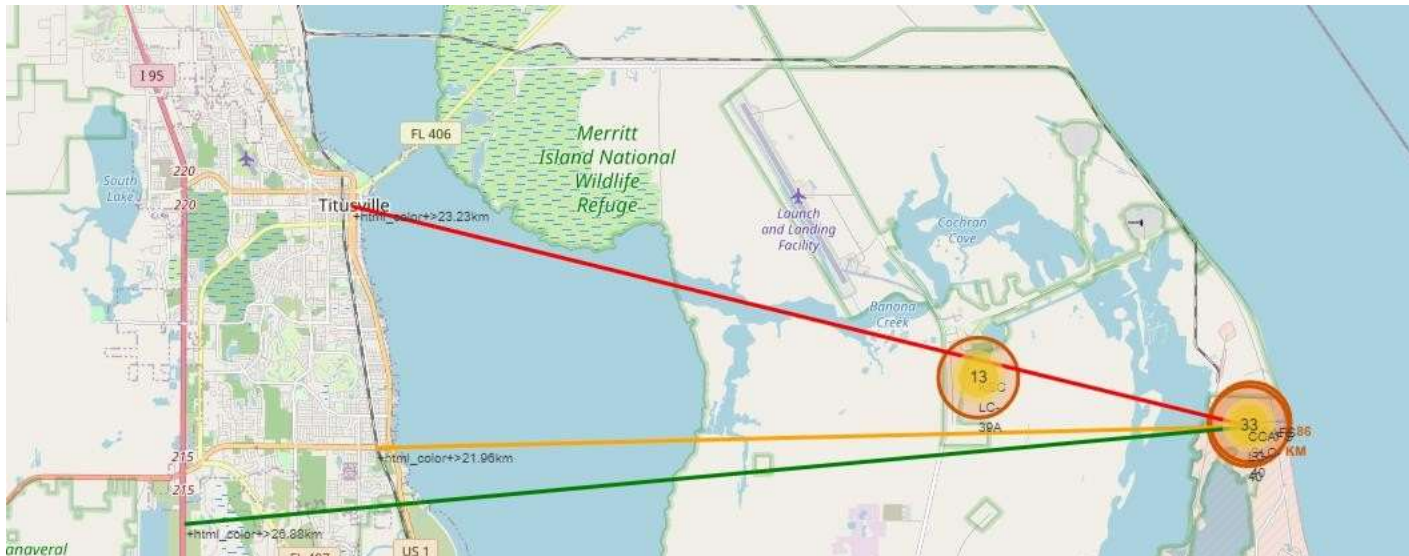 I 95
FL 406
Merritt
Island National
Wildlife
Refuge
South
Lake
220
220
Titusville
+html_color+>23.23km
Launch
and Landing
Facility
Cochran
Cove
Banana
Creek
13
LC-
39A
33
86
KM
40
215
+html_color+>21.96km
215
+html_color+>26.88km
US 1